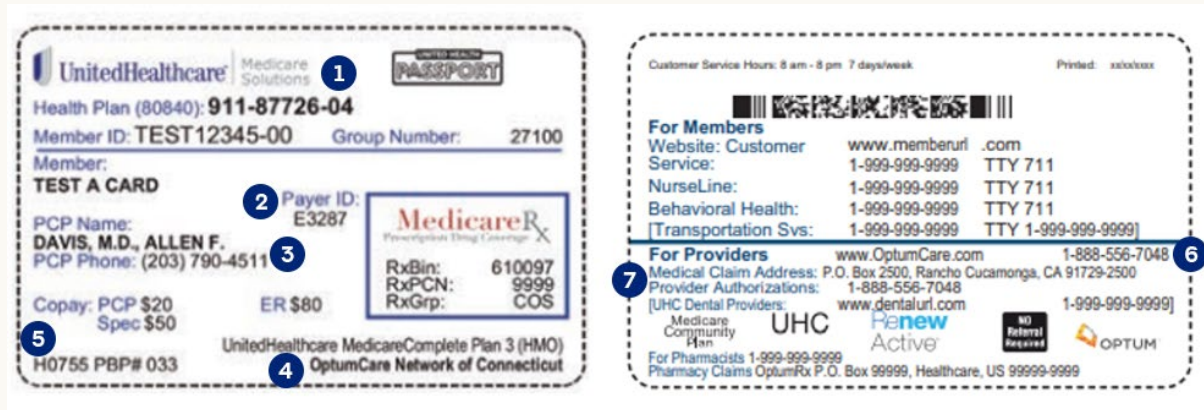 UnitedHealthcare Medicare Solutions
1
UNITED HEALTH
PASSPORT
Health Plan (80840): 911-87726-04
Member ID: TEST12345-00 Group Number: 27100
Member:
TEST A CARD
2 Payer ID:
E3287
PCP Name:
DAVIS, M.D., ALLEN F.
PCP Phone: (203) 790-4511 3
MedicareRx
Prescription Drug Coverage
RxBin: 610097
RxPCN: 9999
RxGrp: COS
Copay: PCP $20 ER $80
Spec $50
5
UnitedHealthcare MedicareComplete Plan 3 (HMO)
H0755 PBP# 033 4 OptumCare Network of Connecticut
Customer Service Hours: 8 am - 8 pm 7 days/week Printed: xx/xx/xxxx
For Members
Website: Customer www.memberurl .com
Service: 1-999-999-9999 TTY 711
NurseLine: 1-999-999-9999 TTY 711
Behavioral Health: 1-999-999-9999 TTY 711
[Transportation Svs: 1-999-999-9999 TTY 1-999-999-9999]
For Providers www.OptumCare.com 1-888-556-7048 6
7 Medical Claim Address: P.O. Box 2500, Rancho Cucamonga, CA 91729-2500
Provider Authorizations: 1-888-556-7048
[UHC Dental Providers: www.dentalurl.com 1-999-999-9999]
Medicare Community Plan
UHC
Renew Active
NO Referral Required
OPTUM
For Pharmacists 1-999-999-9999
Pharmacy Claims OptumRx P.O. Box 99999, Healthcare, US 99999-9999